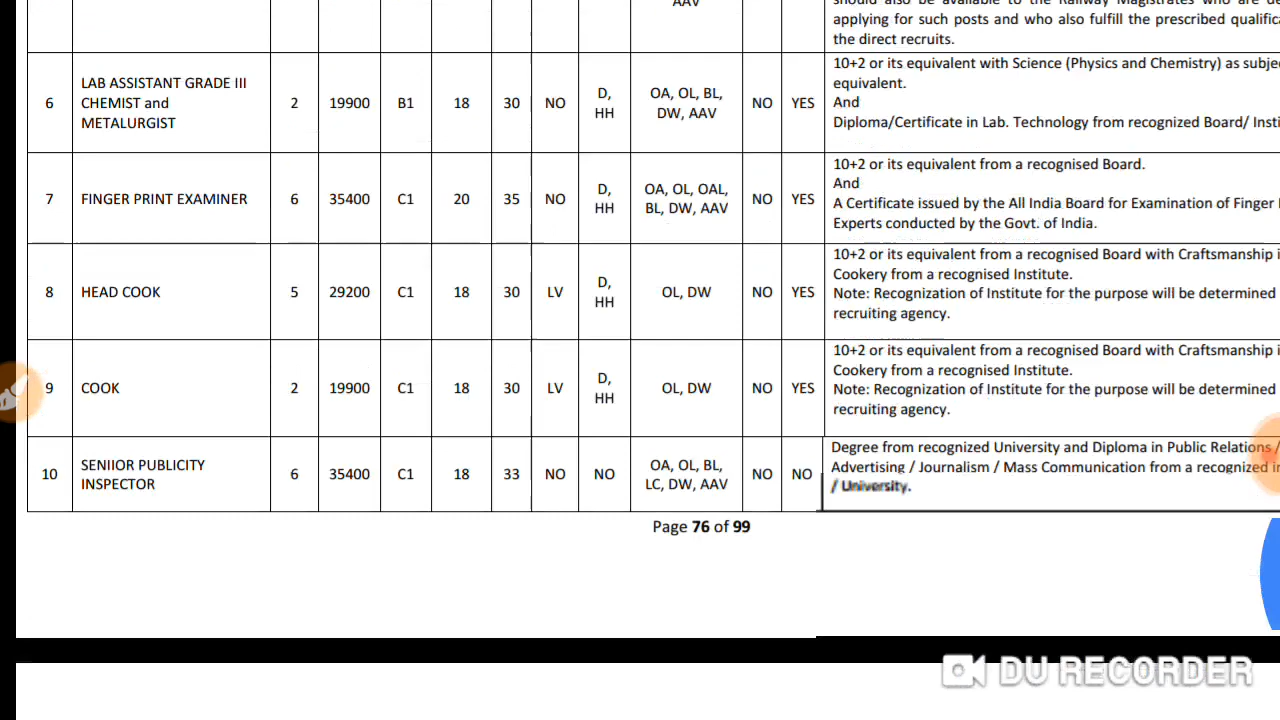 AAV
should also be available to the Railway Magistrates who are
applying for such posts and who also fulfill the prescribed
the direct recruits.
6 LAB ASSISTANT GRADE III CHEMIST and METALURGIST 2 19900 B1 18 30 NO D, HH OA, OL, BL, DW, AAV NO YES
10+2 or its equivalent with Science (Physics and Chemistry) as
equivalent.
And
Diploma/Certificate in Lab. Technology from recognized Board/
7 FINGER PRINT EXAMINER 6 35400 C1 20 35 NO D, HH OA, OL, OAL, BL, DW, AAV NO YES
10+2 or its equivalent from a recognised Board.
And
A Certificate issued by the All India Board for Examination of Finger
Experts conducted by the Govt. of India.
8 HEAD COOK 5 29200 C1 18 30 LV D, HH OL, DW NO YES
10+2 or its equivalent from a recognised Board with Craftsmanship
Cookery from a recognised Institute.
Note: Recognization of Institute for the purpose will be determined
recruiting agency.
9 COOK 2 19900 C1 18 30 LV D, HH OL, DW NO YES
10+2 or its equivalent from a recognised Board with Craftsmanship
Cookery from a recognised Institute.
Note: Recognization of Institute for the purpose will be determined
recruiting agency.
10 SENIIOR PUBLICITY INSPECTOR 6 35400 C1 18 33 NO NO OA, OL, BL, LC, DW, AAV NO NO
Degree from recognized University and Diploma in Public Relations /
Advertising / Journalism / Mass Communication from a recognized
/ University.
Page 76 of 99
DU RECORDER